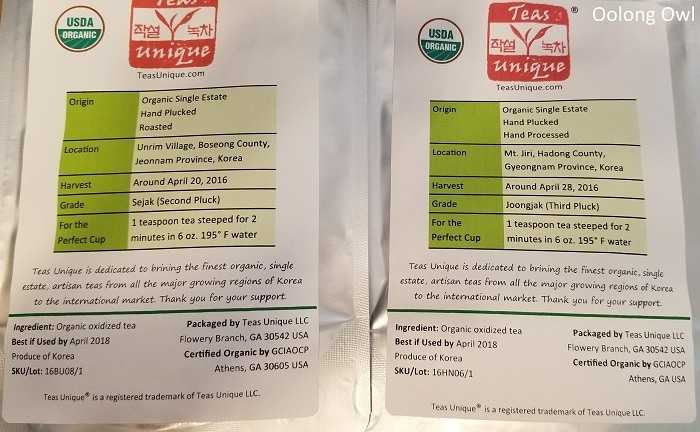 Oolong Owl
USDA
ORGANIC
Teas
작설 녹차
Unique
TeasUnique.com
Origin
Organic Single Estate
Hand Plucked
Roasted
Location
Unrim Village, Boseong County,
Jeonnam Province, Korea
Harvest
Around April 20, 2016
Grade
Sejak (Second Pluck)
For the
Perfect Cup
1 teaspoon tea steeped for 2
minutes in 6 oz. 195° F water
Teas Unique is dedicated to brining the finest organic, single
estate, artisan teas from all the major growing regions of Korea
to the international market. Thank you for your support.
Ingredient: Organic oxidized tea
Best if Used by April 2018
Produce of Korea
SKU/Lot: 16BU08/1
Packaged by Teas Unique LLC
Flowery Branch, GA 30542 USA
Certified Organic by GCIAOCP
Athens, GA 30605 USA
Teas Unique® is a registered trademark of Teas Unique LLC.
USDA
ORGANIC
Teas ®
작설 녹차
Unique
TeasUnique.com
Origin
Organic Single Estate
Hand Plucked
Hand Processed
Location
Mt. Jiri, Hadong County,
Gyeongnam Province, Korea
Harvest
Around April 28, 2016
Grade
Joongjak (Third Pluck)
For the
Perfect Cup
1 teaspoon tea steeped for 2
minutes in 6 oz. 195° F water
Teas Unique is dedicated to brining the finest organic, single
estate, artisan teas from all the major growing regions of Korea
to the international market. Thank you for your support.
Ingredient: Organic oxidized tea
Best if Used by April 2018
Produce of Korea
SKU/Lot: 16HN06/1
Packaged by Teas Unique LLC
Flowery Branch, GA 30542 USA
Certified Organic by GCIAOCP
Athens, GA USA
Teas Unique® is a registered trademark of Teas Unique LLC.